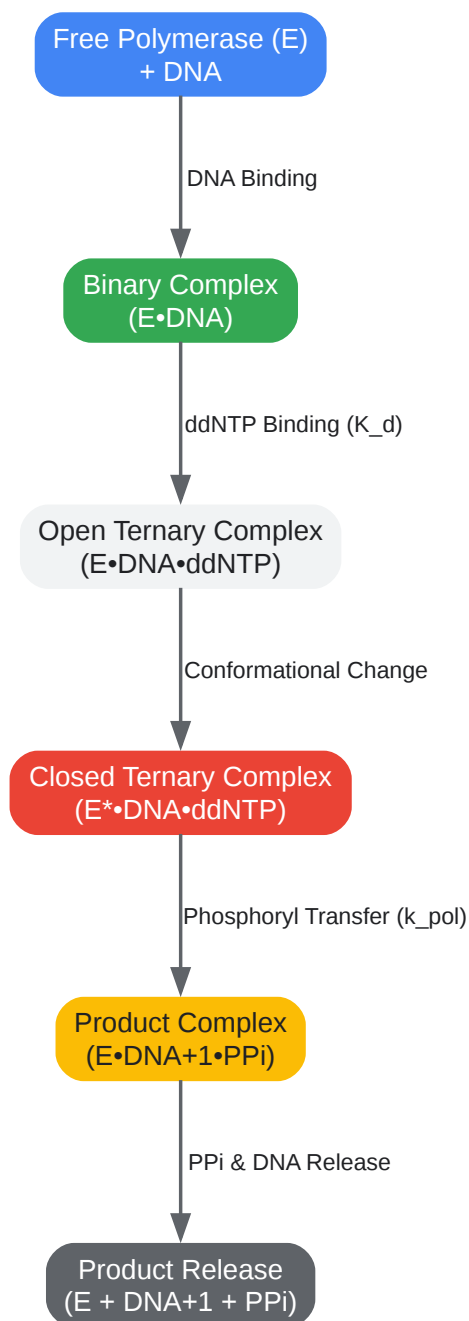 Free Polymerase (E)
+ DNA
DNA Binding
Binary Complex
(E•DNA)
ddNTP Binding (K_d)
Open Ternary Complex
(E•DNA•ddNTP)
Conformational Change
Closed Ternary Complex
(E*•DNA•ddNTP)
Phosphoryl Transfer (k_pol)
Product Complex
(E•DNA+1•PPi)
PPi & DNA Release
Product Release
(E + DNA+1 + PPi)